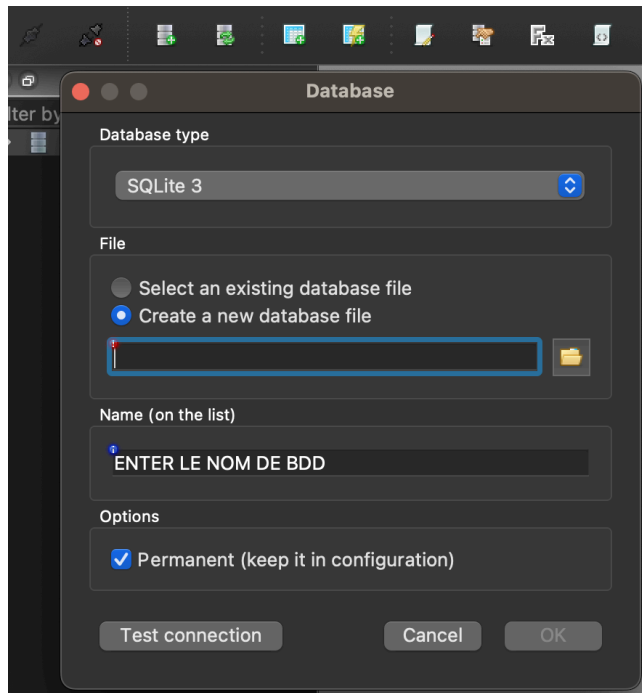 lter by
Database
Database type
SQLite 3
File
Select an existing database file
Create a new database file
Name (on the list)
ENTER LE NOM DE BDD
Options
Permanent (keep it in configuration)
Test connection
Cancel
OK